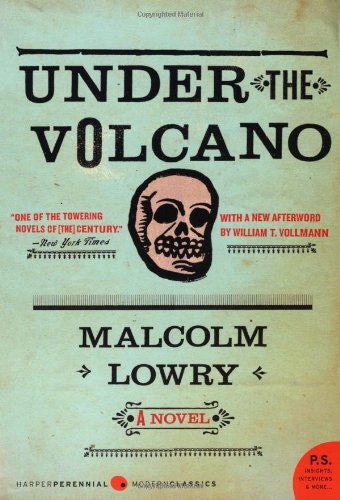 UNDER THE
VOLCANO
"ONE OF THE TOWERING
NOVELS OF [THE] CENTURY."
—New York Times
WITH A NEW AFTERWORD
BY WILLIAM T. VOLLMANN
MALCOLM
LOWRY
A NOVEL
P.S.
INSIGHTS,
INTERVIEWS
& MORE...
HARPERPERENNIAL MODERNCLASSICS